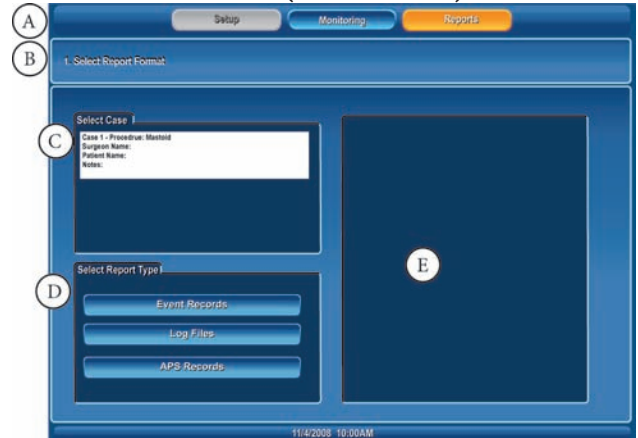 A
Setup
Monitoring
Reports
B
1. Select Report Format
Select Case
C
Case 1 - Procedrue: Mastoid
Surgeon Name:
Patient Name:
Notes:
E
Select Report Type
D
Event Records
Log Files
APS Records
11/4/2008 10:00AM